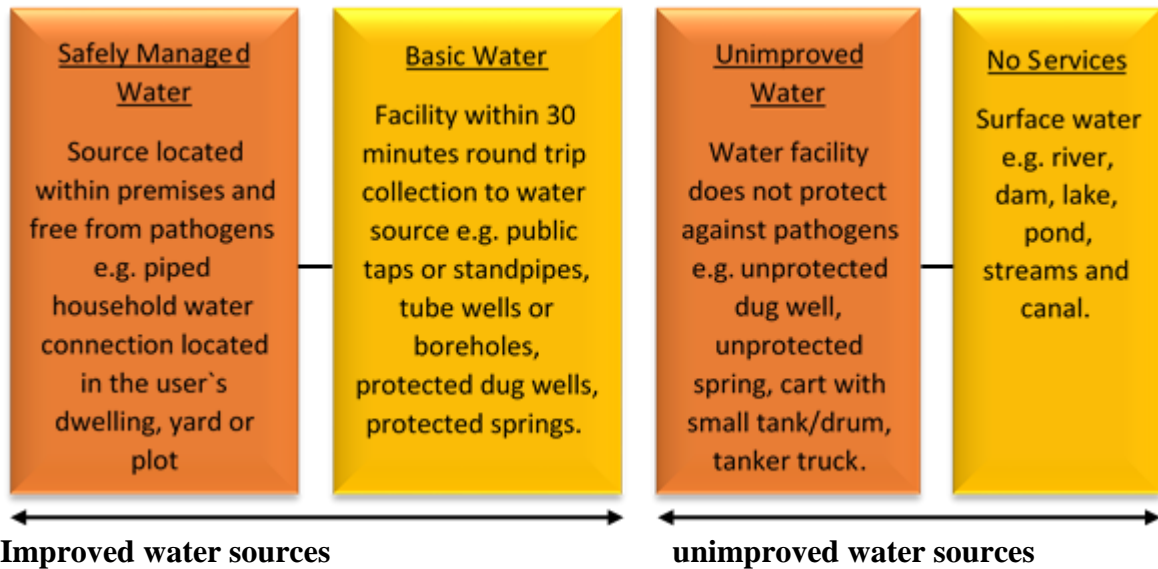 Safely Managed
Water
Source located
within premises and
free from pathogens
e.g. piped
household water
connection located
in the user`s
dwelling, yard or
plot
Basic Water
Facility within 30
minutes round trip
collection to water
source e.g. public
taps or standpipes,
tube wells or
boreholes,
protected dug wells,
protected springs.
Unimproved
Water
Water facility
does not protect
against pathogens
e.g. unprotected
dug well,
unprotected
spring, cart with
small tank/drum,
tanker truck.
No Services
Surface water
e.g. river,
dam, lake,
pond,
streams and
canal.
Improved water sources
unimproved water sources